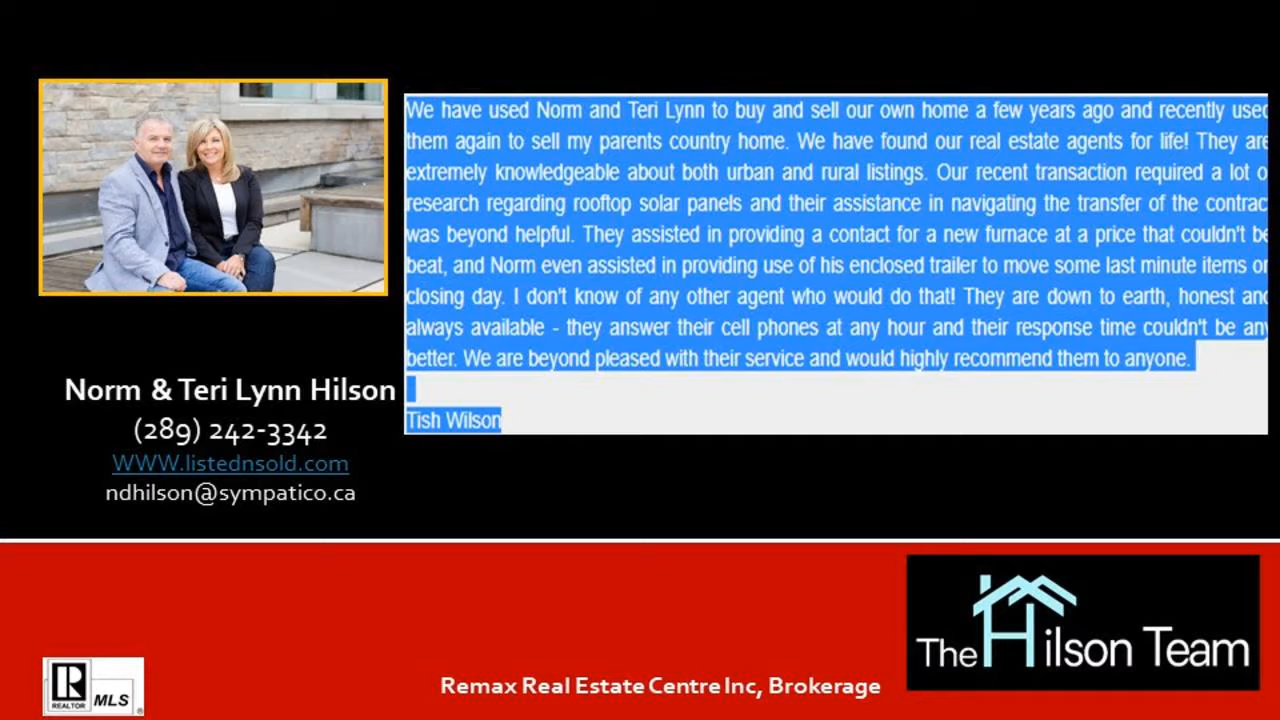 We have used Norm and Teri Lynn to buy and sell our own home a few years ago and recently used
them again to sell my parents country home. We have found our real estate agents for life! They are
extremely knowledgeable about both urban and rural listings. Our recent transaction required a lot o
research regarding rooftop solar panels and their assistance in navigating the transfer of the contrac
was beyond helpful. They assisted in providing a contact for a new furnace at a price that couldn't be
beat, and Norm even assisted in providing use of his enclosed trailer to move some last minute items on
closing day. I don't know of any other agent who would do that! They are down to earth, honest and
always available - they answer their cell phones at any hour and their response time couldn't be any
better. We are beyond pleased with their service and would highly recommend them to anyone.
Tish Wilson
Norm & Teri Lynn Hilson
(289) 242-3342
WWW.listednsold.com
ndhilson@sympatico.ca
The Hilson Team
R
REALTOR
MLS
®
Remax Real Estate Centre Inc, Brokerage